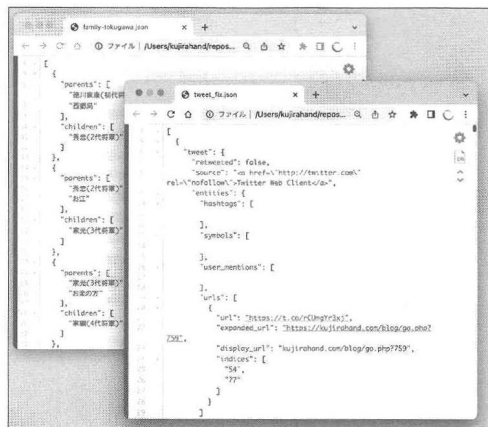 family-tokugawa.json
ファイル | /Users/kujirahand/repos...
[
{
"parents": [
"徳川家康(初代将軍)"
"西郷局"
],
"children": [
"秀忠(2代将軍)"
]
},
{
"parents": [
"秀忠(2代将軍)"
"お江"
],
"children": [
"家光(3代将軍)"
]
},
{
"parents": [
"家光(3代将軍)"
"お楽の方"
],
"children": [
"家綱(4代将軍)"
]
},
tweet_fix.json
ファイル | /Users/kujirahand/repos...
[
{
"tweet": {
"retweeted": false,
"source": "<a href=\"http://twitter.com\"
rel=\"nofollow\">Twitter Web Client</a>",
"entities": {
"hashtags": [
],
"symbols": [
],
"user_mentions": [
],
"urls": [
{
"url": "https://t.co/rCUmgYr3xj",
"expanded_url": "https://kujirahand.com/blog/go.php?
759",
"display_url": "kujirahand.com/blog/go.php?759",
"indices": [
"54",
"77"
]
}
]